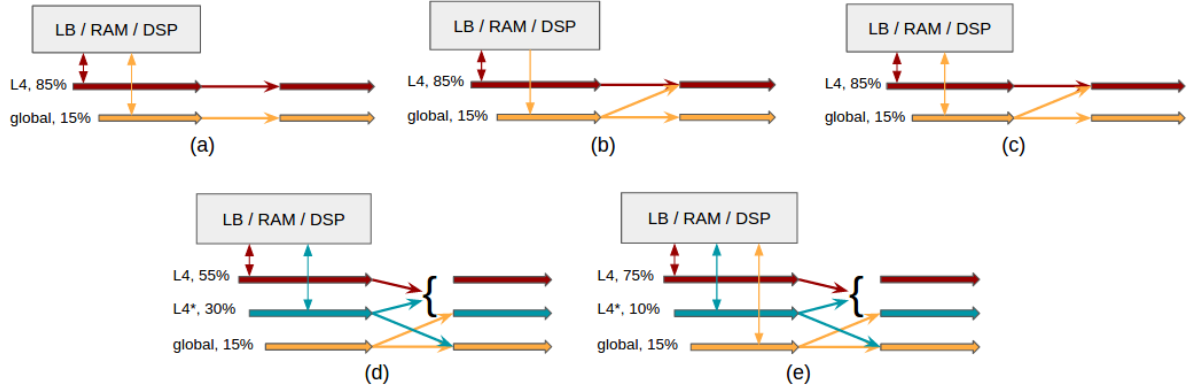 LB / RAM / DSP
L4, 85%
global, 15%
(a)
LB / RAM / DSP
L4, 85%
global, 15%
(b)
LB / RAM / DSP
L4, 85%
global, 15%
(c)
LB / RAM / DSP
L4, 55%
L4*, 30%
global, 15%
{
(d)
LB / RAM / DSP
L4, 75%
L4*, 10%
global, 15%
{
(e)